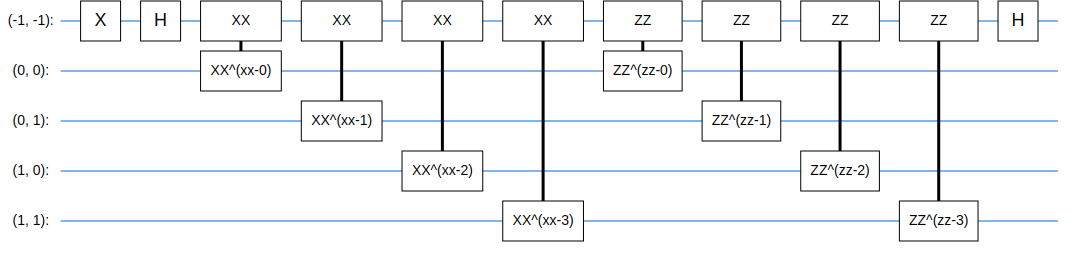 (-1, -1): X H XX XX XX XX ZZ ZZ ZZ ZZ H
(0, 0): XX^(xx-0) ZZ^(zz-0)
(0, 1): XX^(xx-1) ZZ^(zz-1)
(1, 0): XX^(xx-2) ZZ^(zz-2)
(1, 1): XX^(xx-3) ZZ^(zz-3)